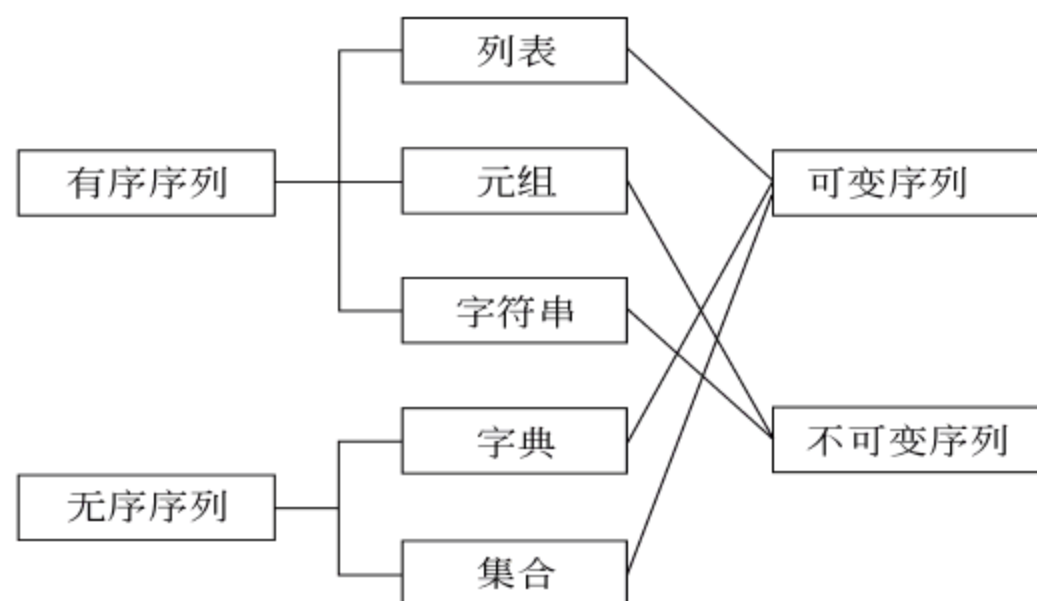 列表
有序序列
元组
可变序列
字符串
字典
不可变序列
无序序列
集合